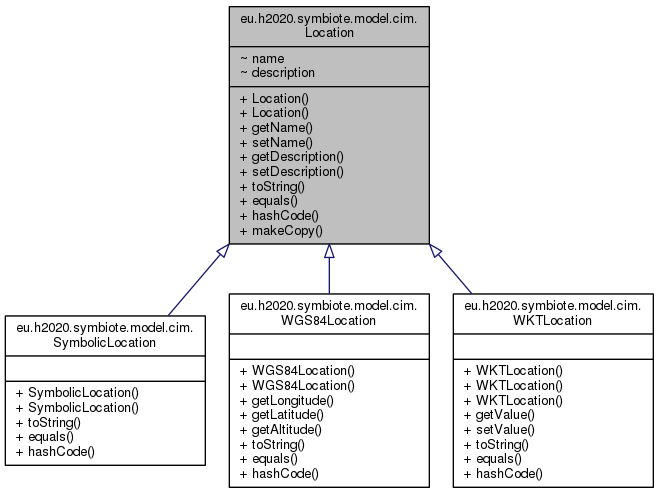 eu.h2020.symbiote.model.cim.
Location
~ name
~ description
+ Location()
+ Location()
+ getName()
+ setName()
+ getDescription()
+ setDescription()
+ toString()
+ equals()
+ hashCode()
+ makeCopy()
eu.h2020.symbiote.model.cim.
SymbolicLocation
+ SymbolicLocation()
+ SymbolicLocation()
+ toString()
+ equals()
+ hashCode()
eu.h2020.symbiote.model.cim.
WGS84Location
+ WGS84Location()
+ WGS84Location()
+ getLongitude()
+ getLatitude()
+ getAltitude()
+ toString()
+ equals()
+ hashCode()
eu.h2020.symbiote.model.cim.
WKTLocation
+ WKTLocation()
+ WKTLocation()
+ WKTLocation()
+ getValue()
+ setValue()
+ toString()
+ equals()
+ hashCode()